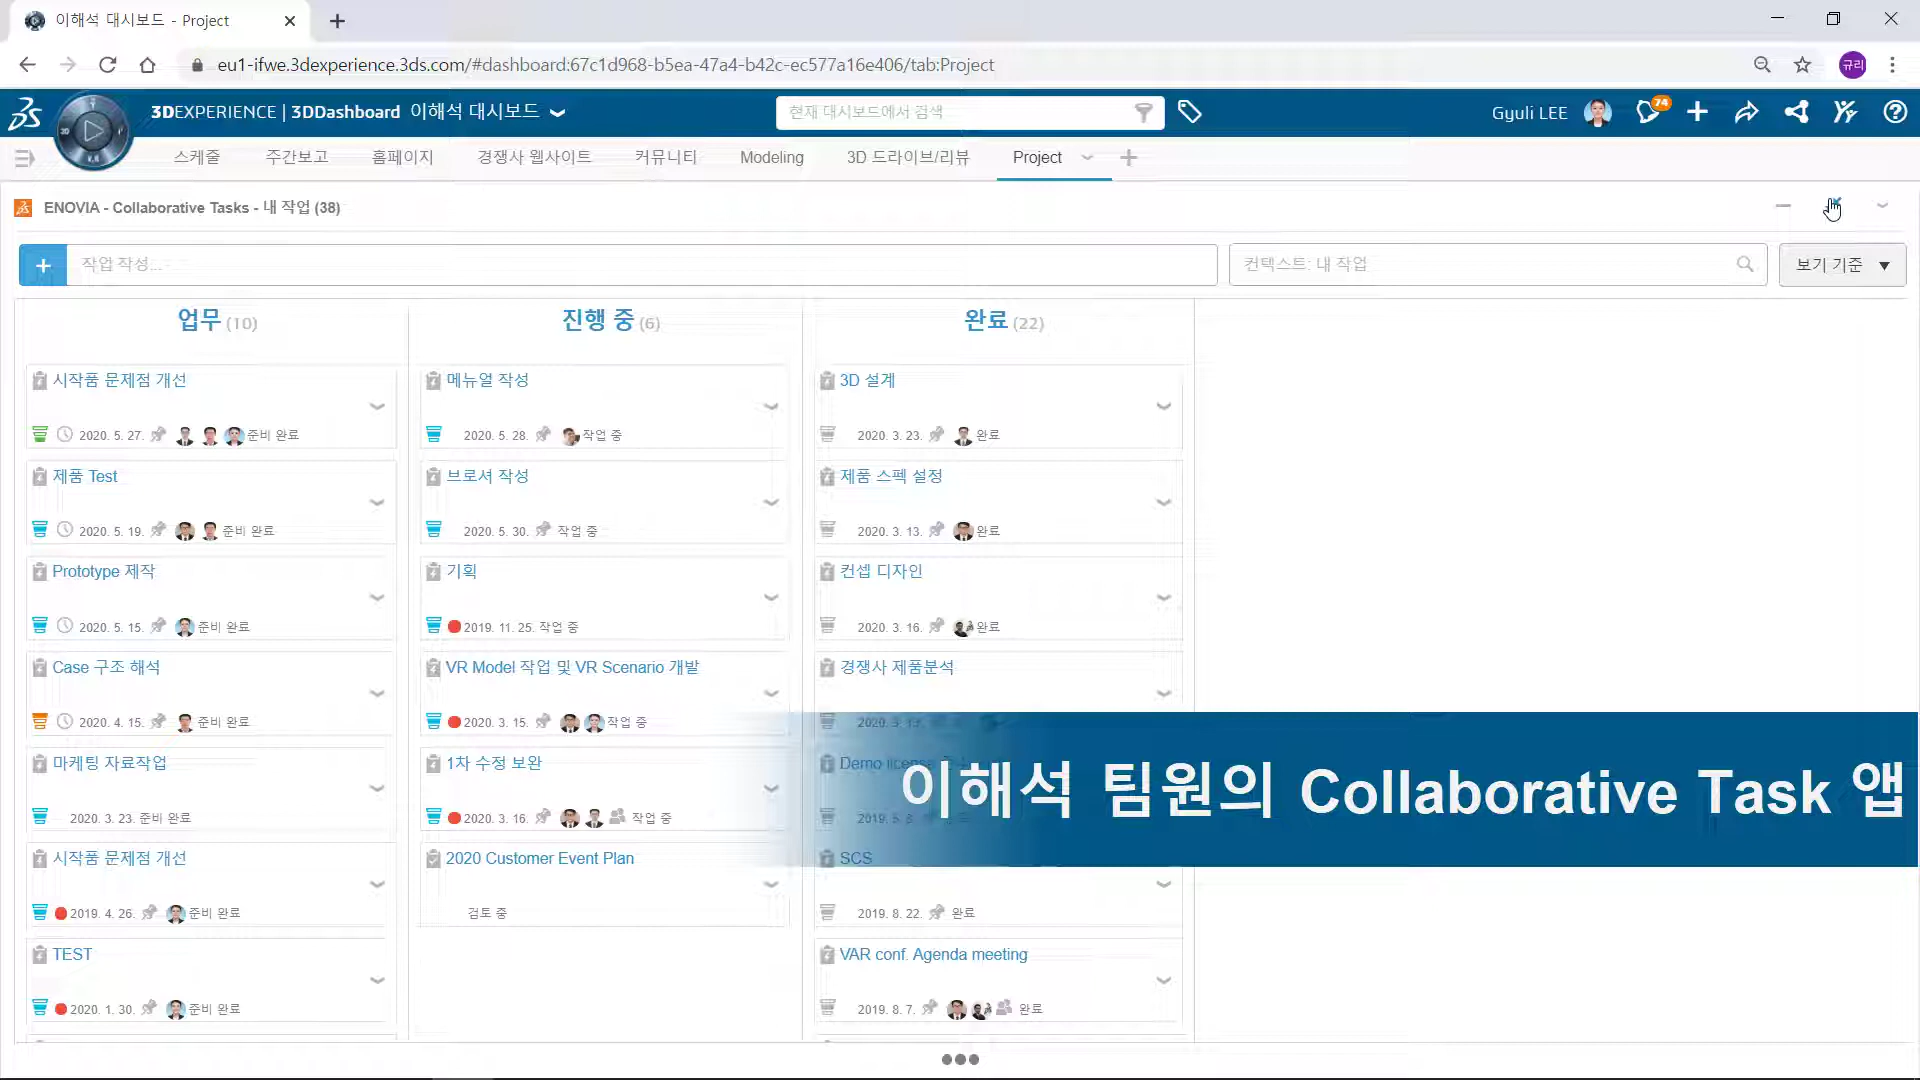 이해석 대시보드 - Project
eu1-ifwe.3dexperience.3ds.com/#dashboard:67c1d968-b5ea-47a4-b42c-ec577a16e406/tab:Project
규리
3DEXPERIENCE | 3DDashboard 이해석 대시보드
현재 대시보드에서 검색
Gyuli LEE
74
3D
V.R
스케줄
주간보고
홈페이지
경쟁사 웹사이트
커뮤니티
Modeling
3D 드라이브/리뷰
Project
ENOVIA - Collaborative Tasks - 내 작업 (38)
작업 작성...
컨텍스트: 내 작업
보기 기준
업무 (10)
시작품 문제점 개선
2020. 5. 27. 준비 완료
제품 Test
2020. 5. 19. 준비 완료
Prototype 제작
2020. 5. 15. 준비 완료
Case 구조 해석
2020. 4. 15. 준비 완료
마케팅 자료작업
2020. 3. 23. 준비 완료
시작품 문제점 개선
2019. 4. 26. 준비 완료
TEST
2020. 1. 30. 준비 완료
진행 중 (6)
메뉴얼 작성
2020. 5. 28. 작업 중
브로셔 작성
2020. 5. 30. 작업 중
기획
2019. 11. 25. 작업 중
VR Model 작업 및 VR Scenario 개발
2020. 3. 15. 작업 중
1차 수정 보완
2020. 3. 16. 작업 중
2020 Customer Event Plan
검토 중
완료 (22)
3D 설계
2020. 3. 23. 완료
제품 스펙 설정
2020. 3. 13. 완료
컨셉 디자인
2020. 3. 16. 완료
경쟁사 제품분석
2020. 3.
Demo license
2019. 5. 8.
SCS
2019. 8. 22. 완료
VAR conf. Agenda meeting
2019. 8. 7. 완료
이해석 팀원의 Collaborative Task 앱